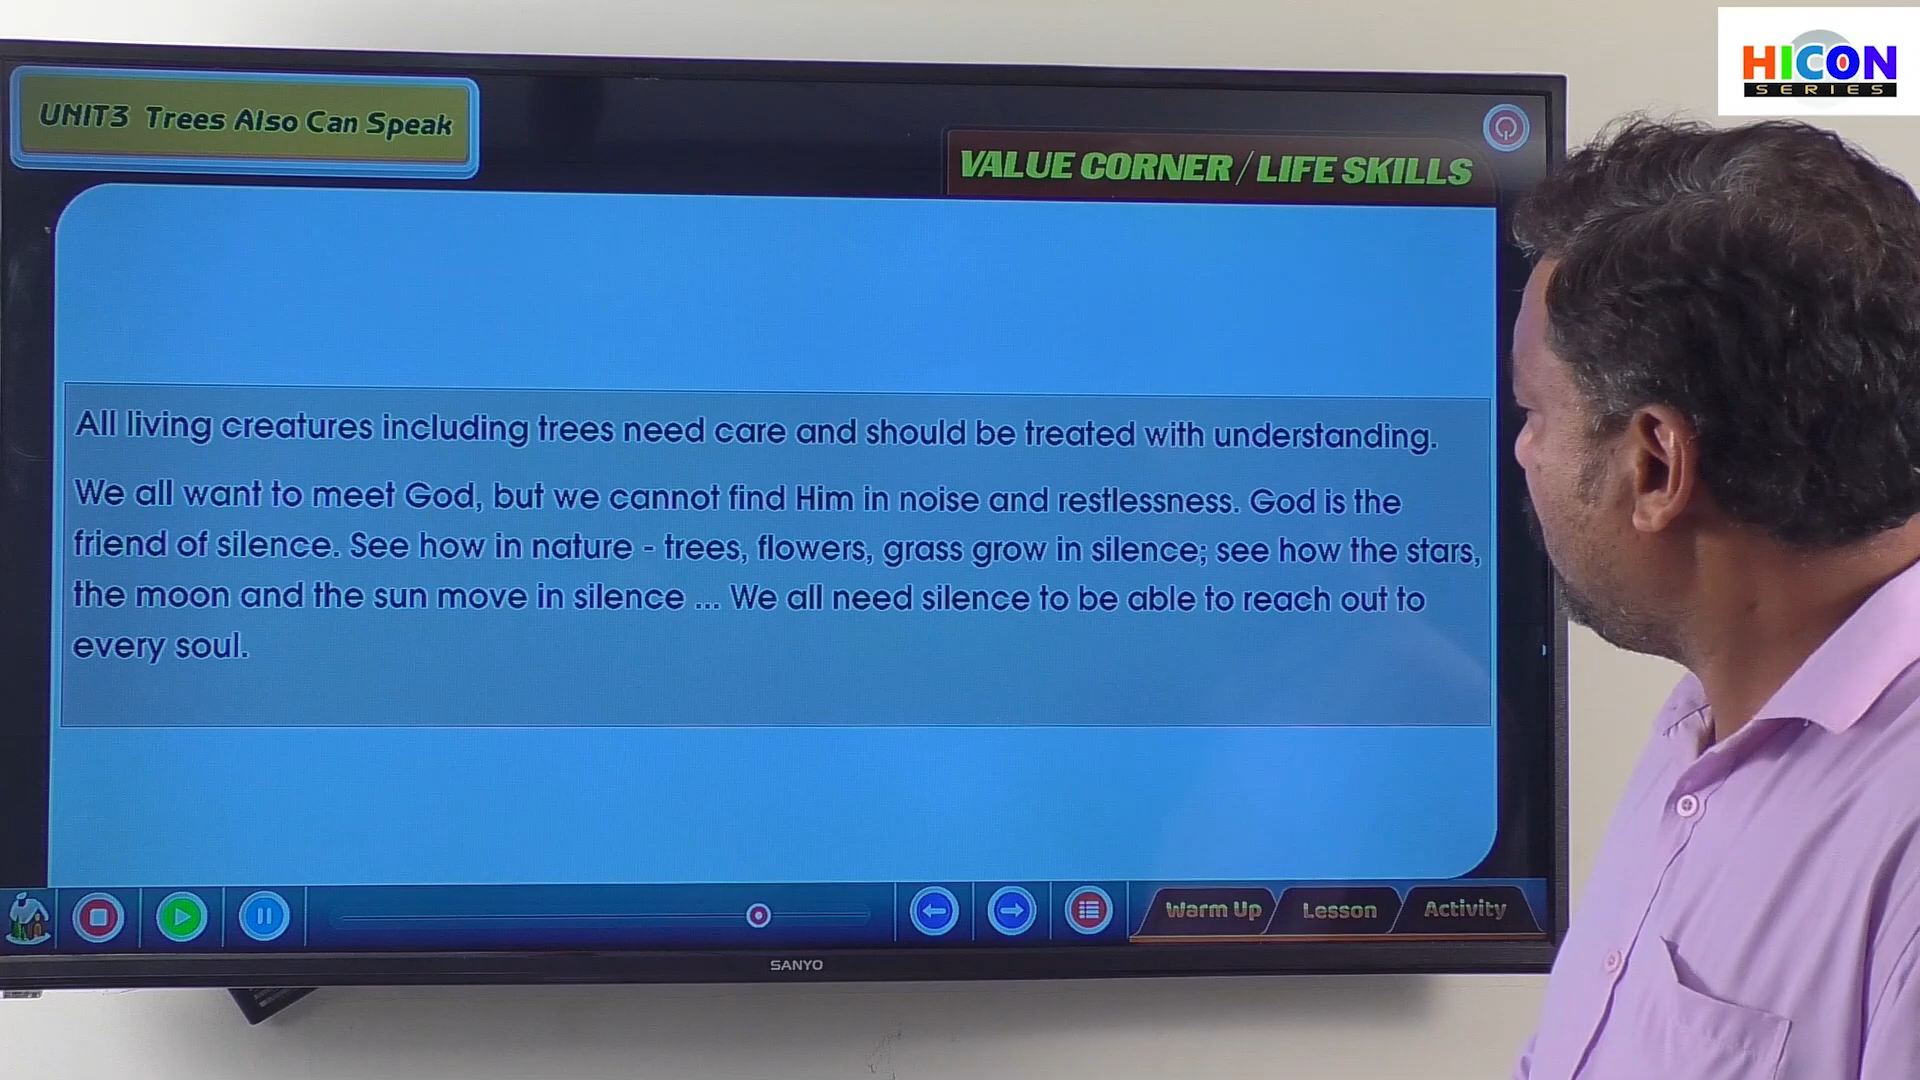 HICON
SERIES
UNIT3 Trees Also Can Speak
VALUE CORNER / LIFE SKILLS
All living creatures including trees need care and should be treated with understanding.
We all want to meet God, but we cannot find Him in noise and restlessness. God is the
friend of silence. See how in nature - trees, flowers, grass grow in silence; see how the stars,
the moon and the sun move in silence ... We all need silence to be able to reach out to
every soul.
Warm Up Lesson Activity
SANYO